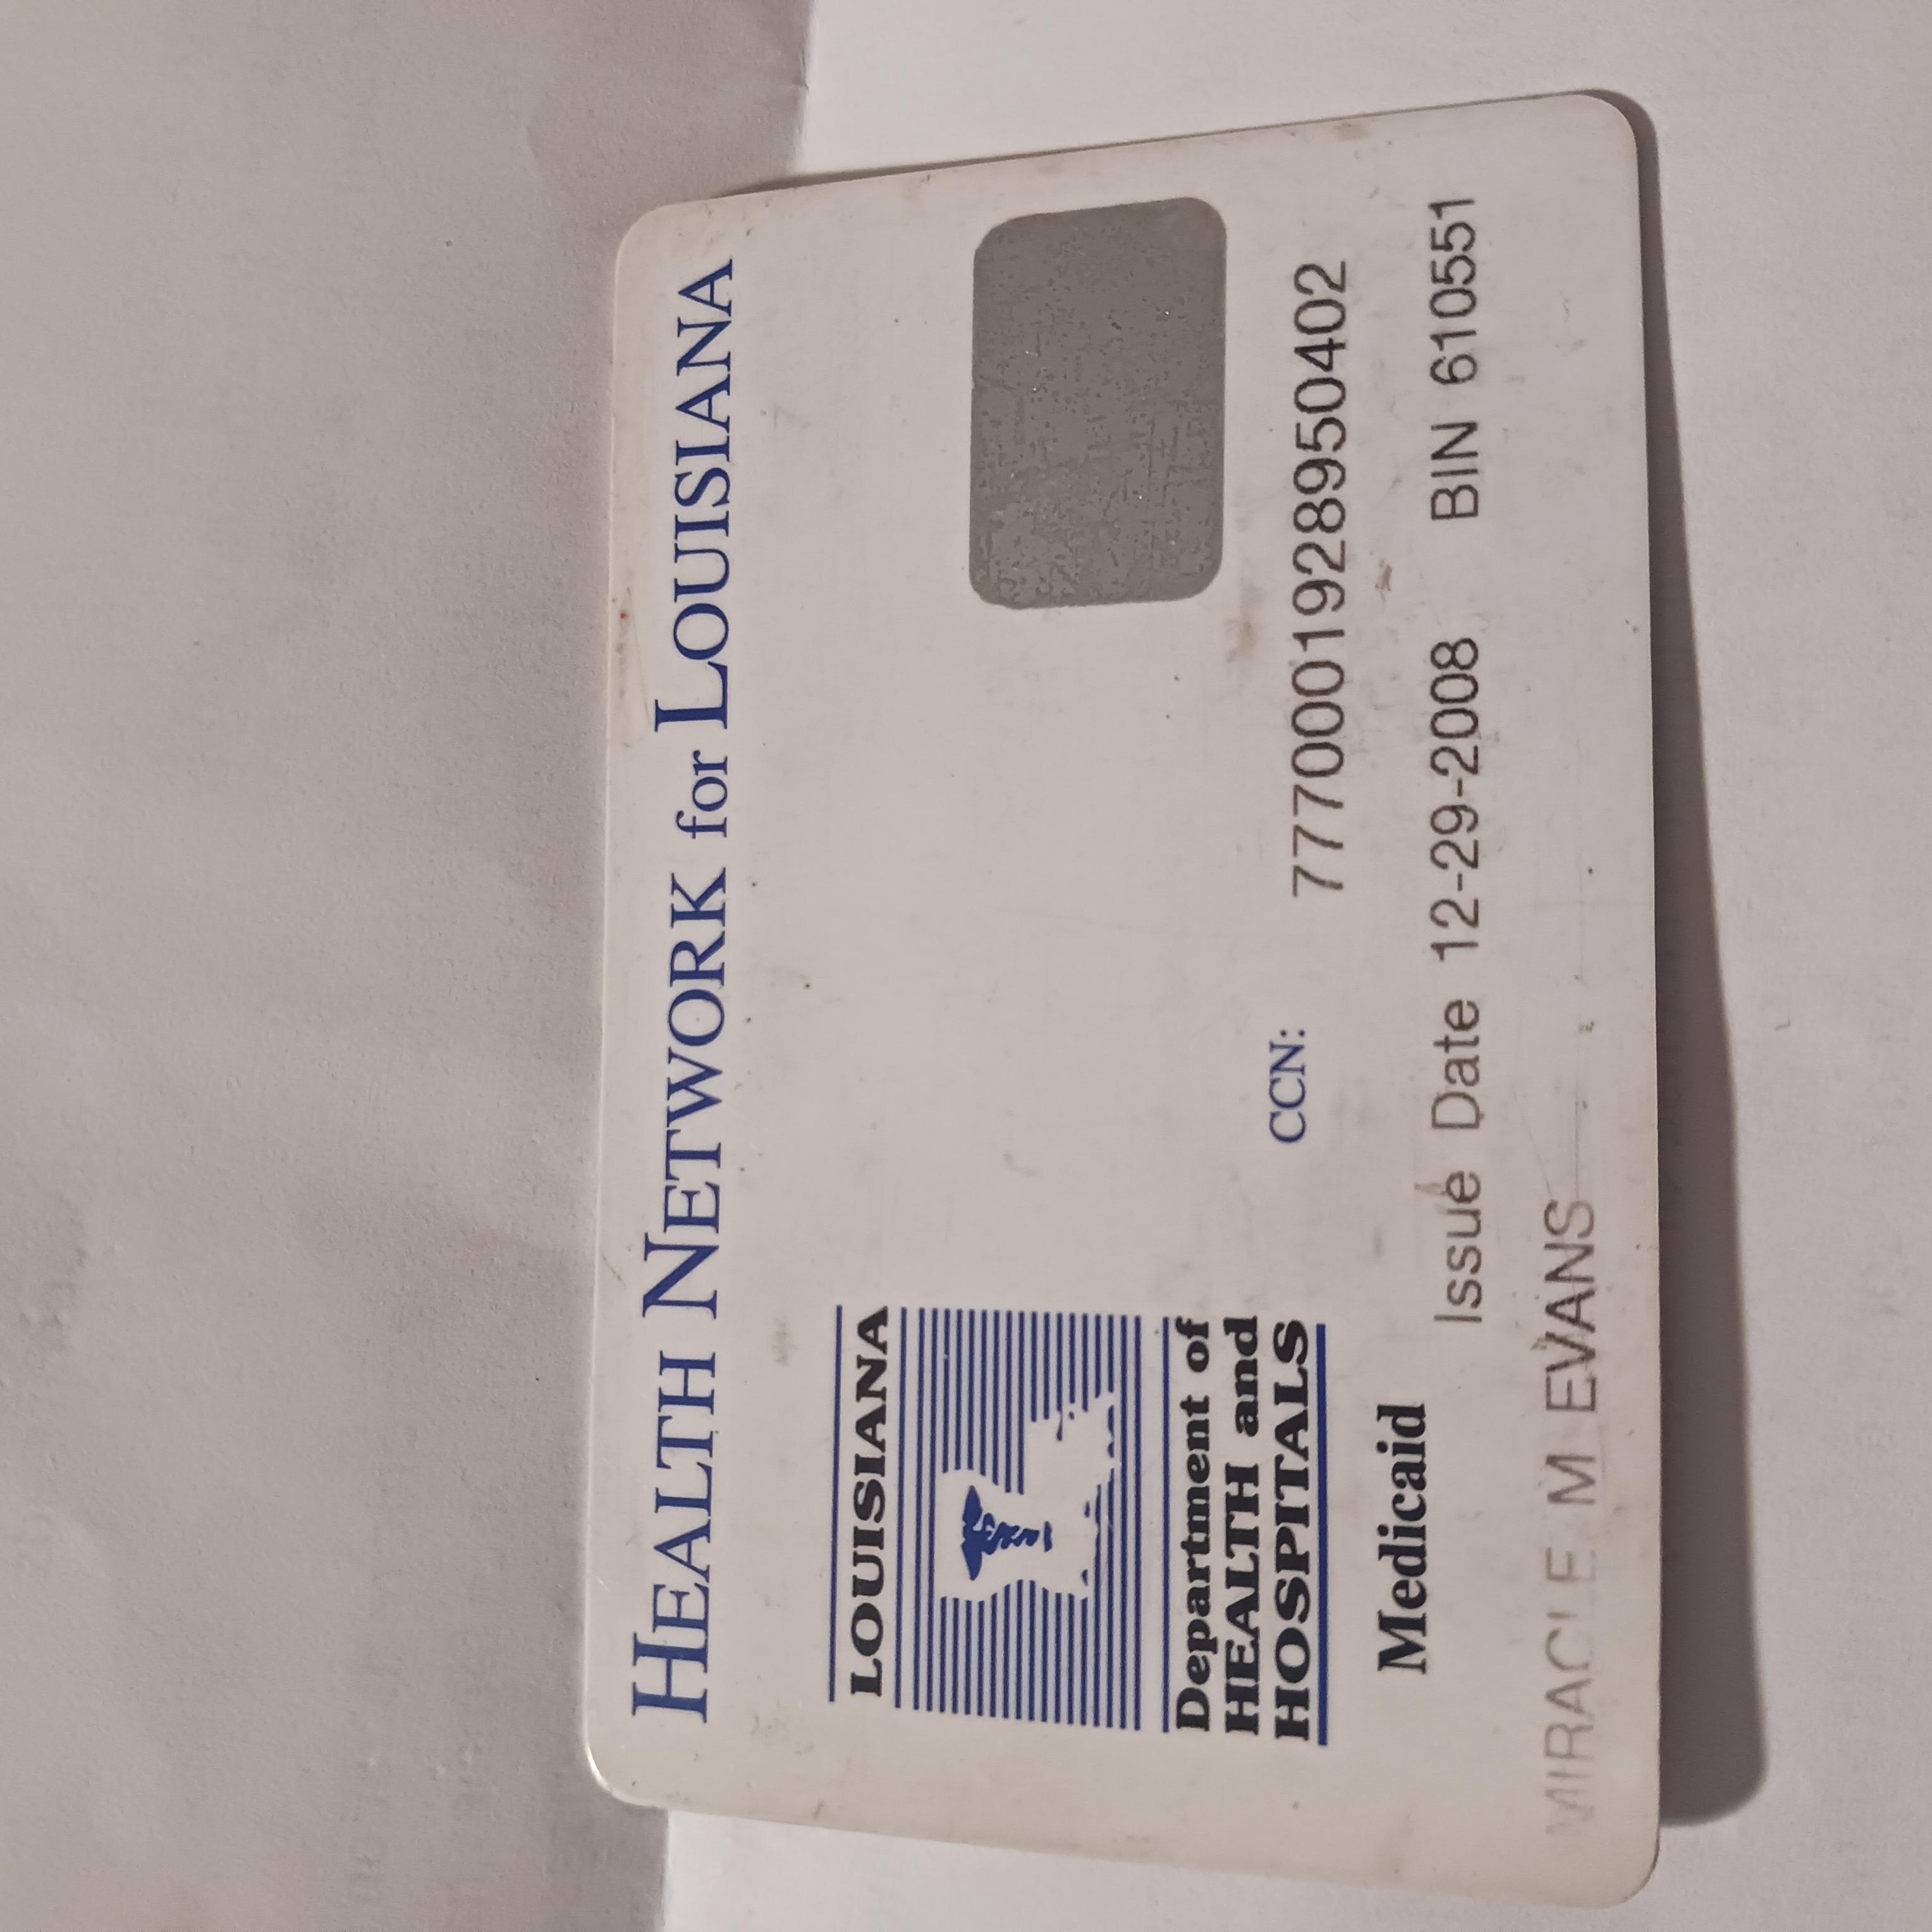 HEALTH NETWORK for LOUISIANA
LOUISIANA
Department of
HEALTH and
HOSPITALS
CCN: 7770001928950402
Medicaid
Issue Date 12-29-2008 BIN 610551
MIRACLE M EVANS